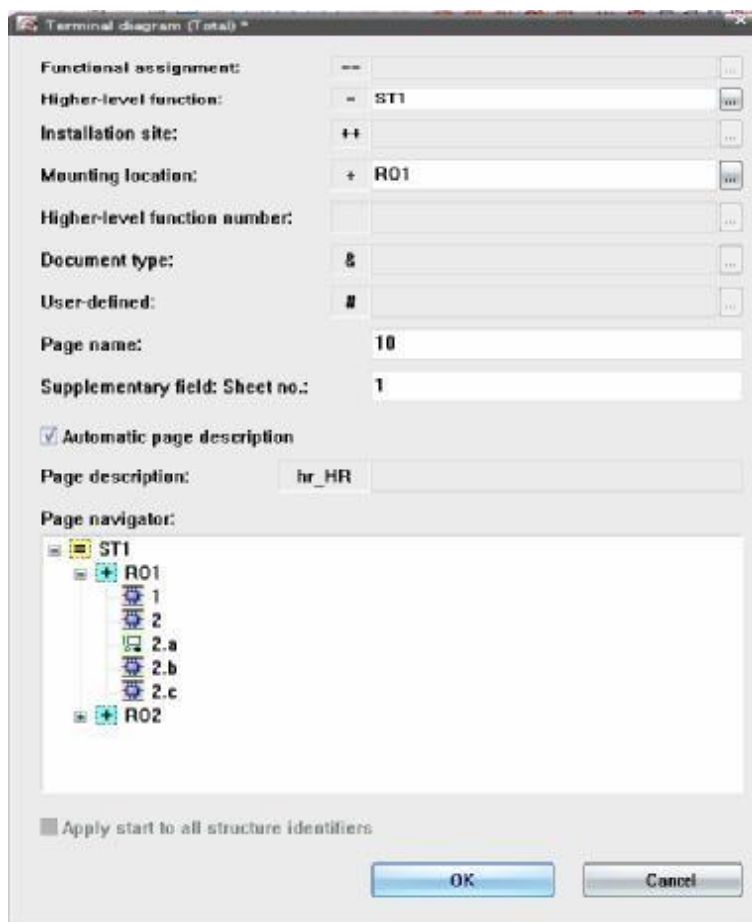 Terminal diagram (Total) *
Functional assignment: == ...
Higher-level function: = ST1 ...
Installation site: ++ ...
Mounting location: + RO1 ...
Higher-level function number: ...
Document type: & ...
User-defined: # ...
Page name: 10
Supplementary field: Sheet no.: 1
Automatic page description
Page description: hr_HR
Page navigator:
= ST1
+ RO1
1
2
2.a
2.b
2.c
+ RO2
Apply start to all structure identifiers
OK Cancel